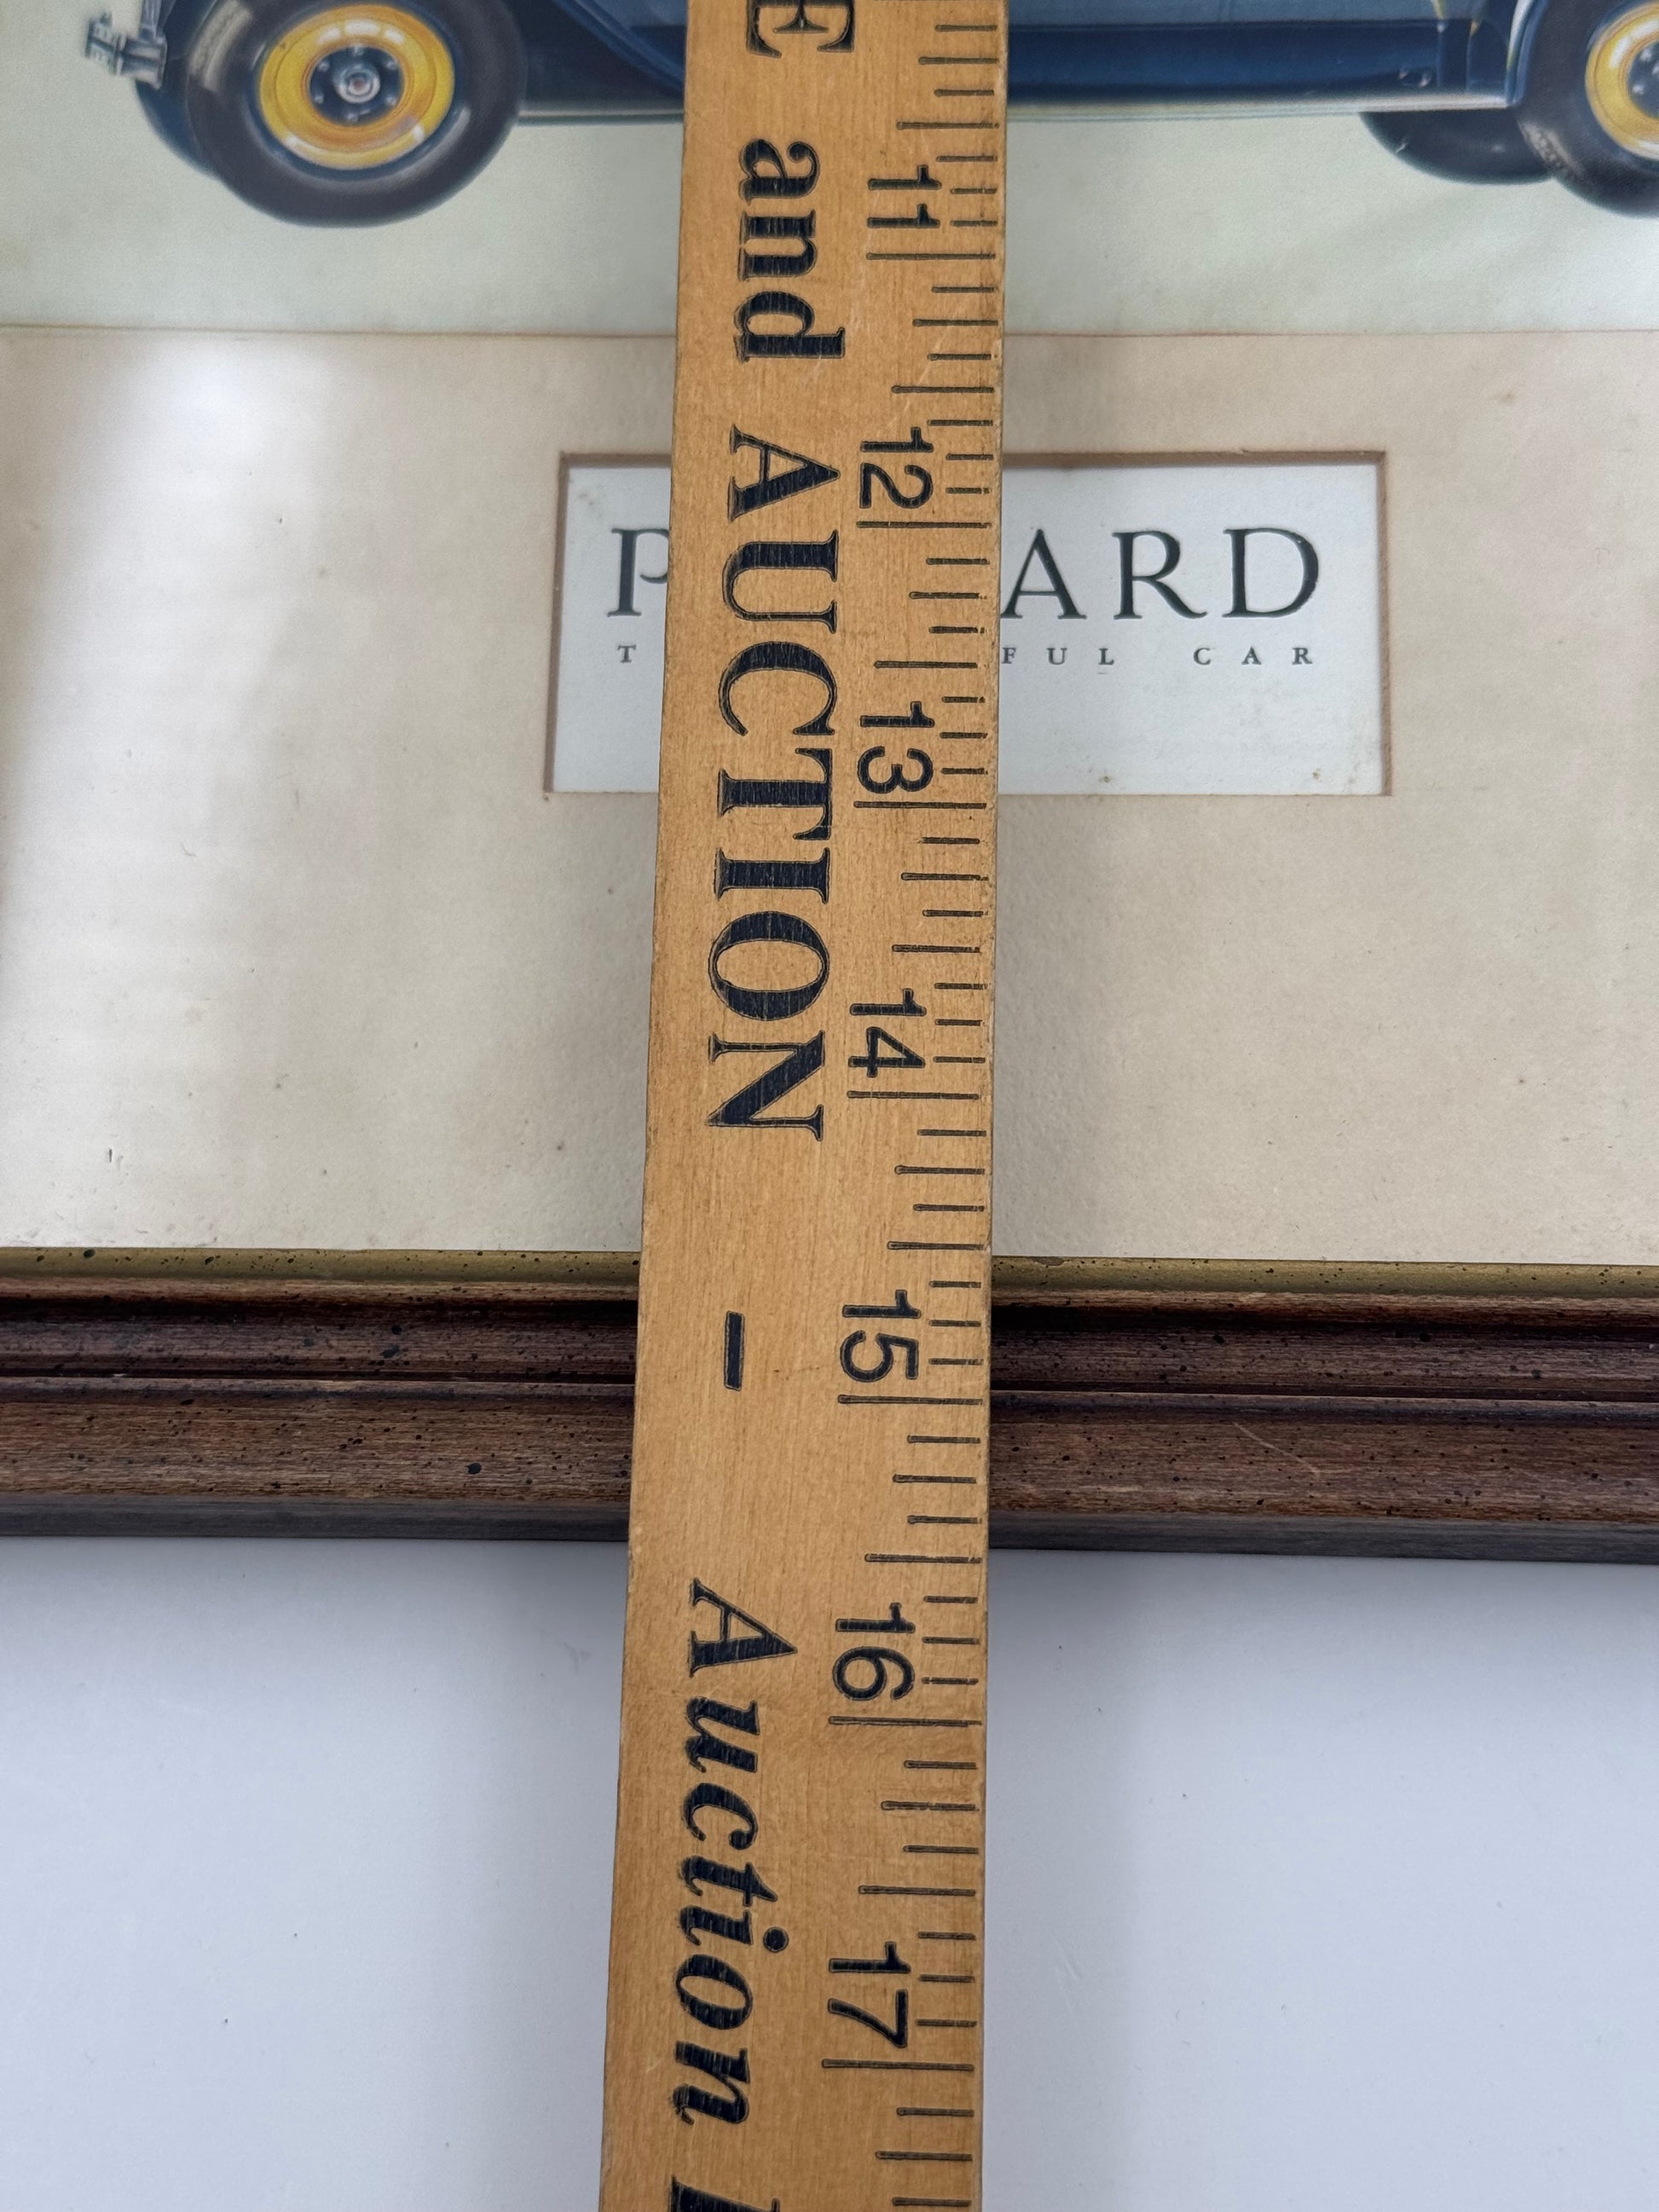 E and AUCTION - Auction
11
12
13
14
15
16
17
P ARD
T FUL CAR